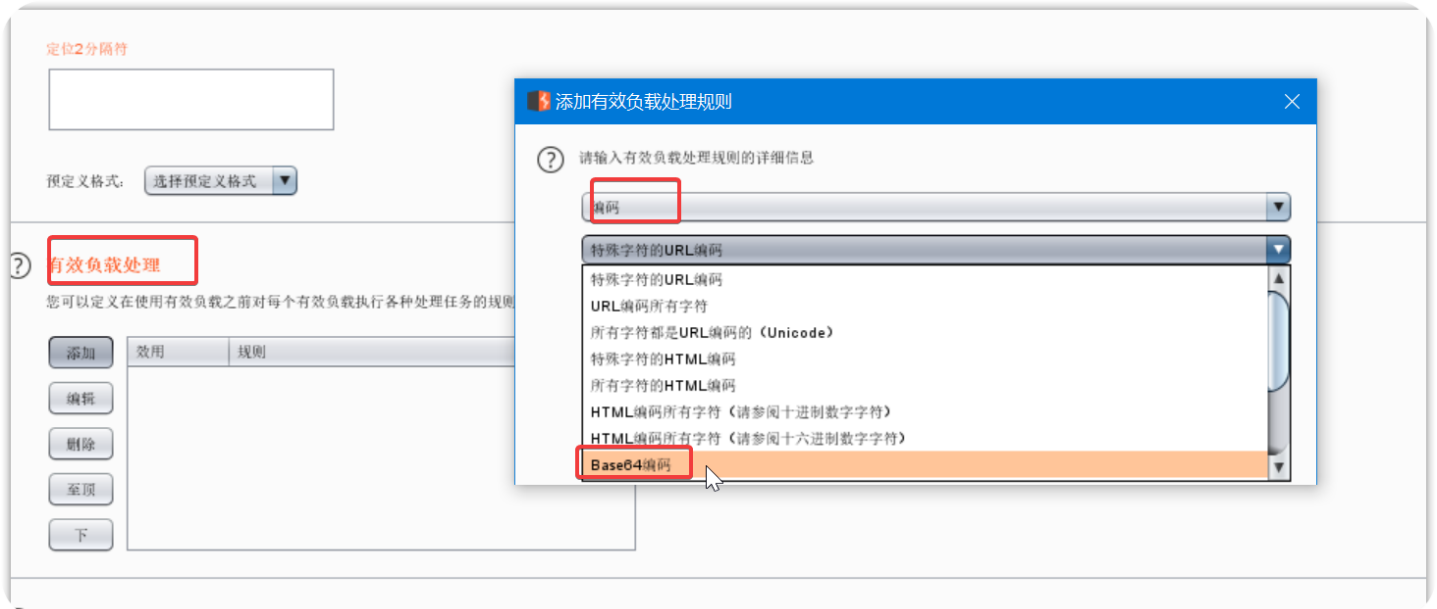 定位2分隔符
预定义格式:
选择预定义格式
有效负载处理
您可以定义在使用有效负载之前对每个有效负载执行各种处理任务的规则
添加
编辑
删除
至顶
下
效用
规则
添加有效负载处理规则
请输入有效负载处理规则的详细信息
编码
特殊字符的URL编码
特殊字符的URL编码
URL编码所有字符
所有字符都是URL编码的（Unicode）
特殊字符的HTML编码
所有字符的HTML编码
HTML编码所有字符（请参阅十进制数字字符）
HTML编码所有字符（请参阅十六进制数字字符）
Base64编码